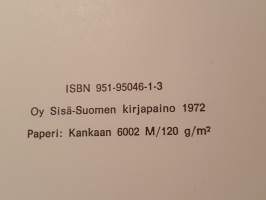 ISBN 951-95046-1-3
Oy Sisä-Suomen kirjapaino 1972
Paperi: Kankaan 6002 M/120 g/m²